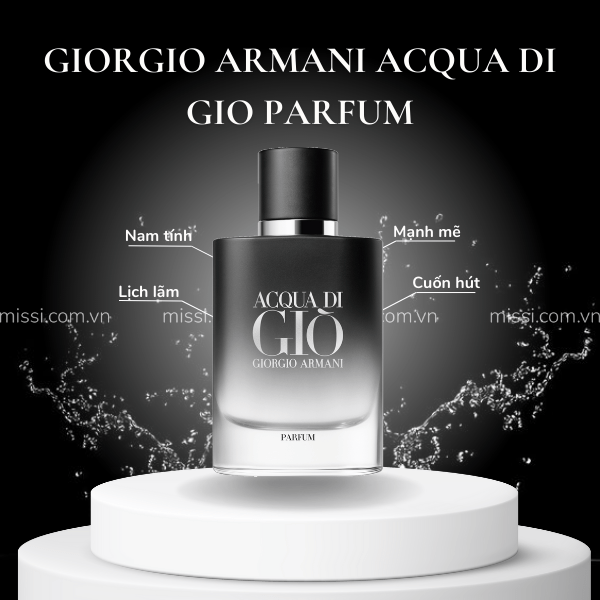 GIORGIO ARMANI ACQUA DI
GIO PARFUM
Nam tính
Mạnh mẽ
Lịch lãm
Cuốn hút
missi.com.vn missi. com.vn missi.com.vn
ACQUA DI
GIÒ
GIORGIO ARMANI
PARFUM